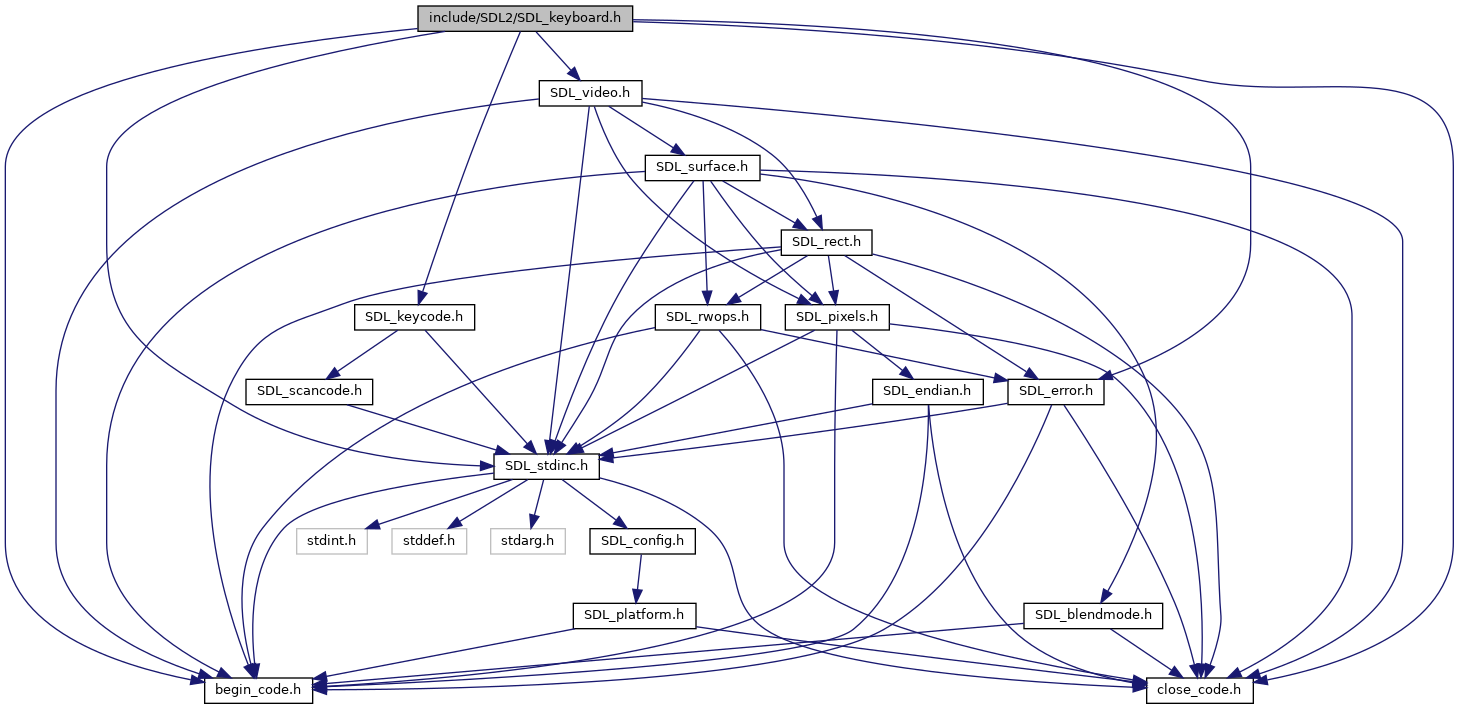 include/SDL2/SDL_keyboard.h
SDL_video.h
SDL_surface.h
SDL_rect.h
SDL_keycode.h
SDL_rwops.h
SDL_pixels.h
SDL_scancode.h
SDL_endian.h
SDL_error.h
SDL_stdinc.h
stdint.h
stddef.h
stdarg.h
SDL_config.h
SDL_platform.h
SDL_blendmode.h
begin_code.h
close_code.h